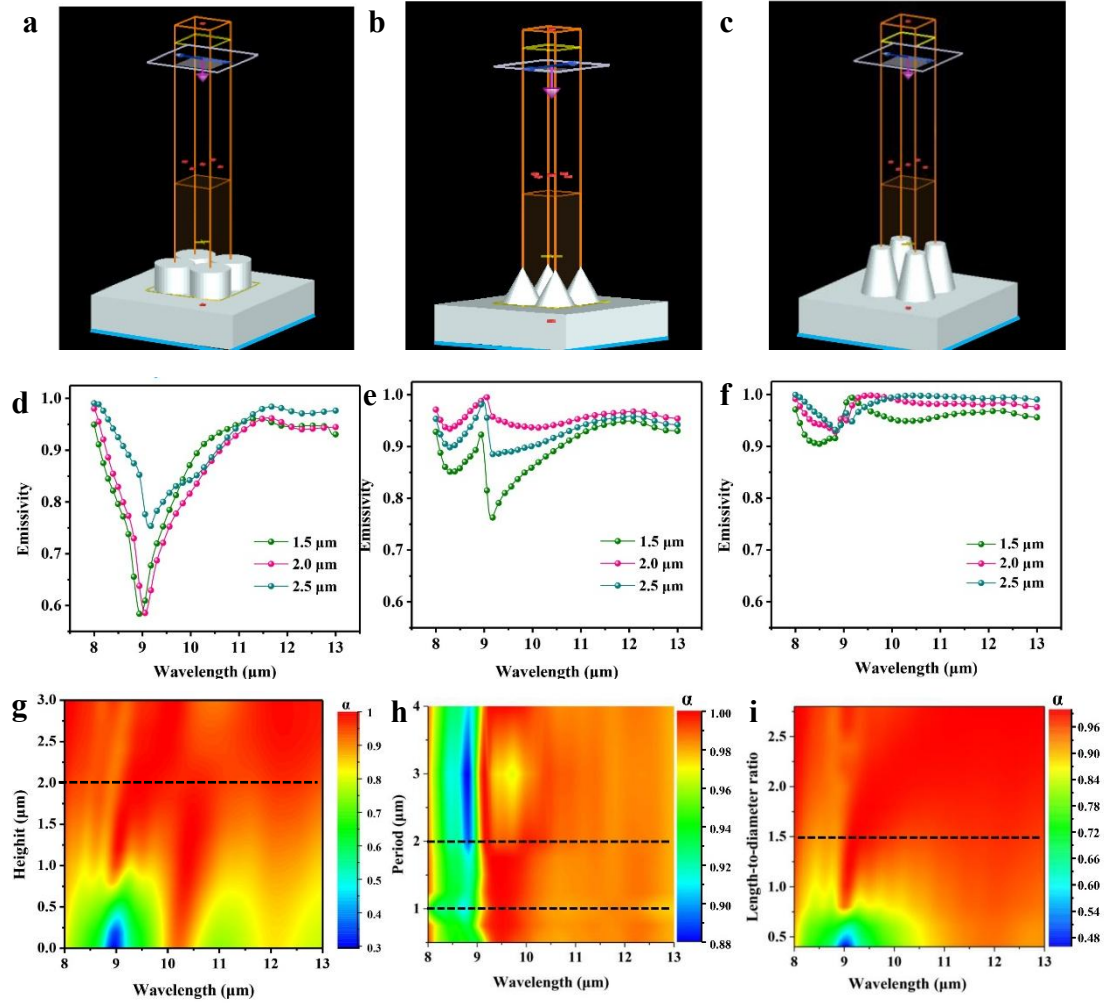 a
b
c
d
Emissivity
1.0
0.9
0.8
0.7
0.6
1.5 µm
2.0 µm
2.5 µm
8 9 10 11 12 13
Wavelength (µm)
e
Emissivity
1.0
0.9
0.8
0.7
0.6
1.5 µm
2.0 µm
2.5 µm
8 9 10 11 12 13
Wavelength (µm)
f
Emissivity
1.0
0.9
0.8
0.7
0.6
1.5 µm
2.0 µm
2.5 µm
8 9 10 11 12 13
Wavelength (µm)
g
Heighit (µm)
3.0
2.5
2.0
1.5
1.0
0.5
0.0
8 9 10 11 12 13
Wavelength (µm)
α
1
0.9
0.8
0.7
0.6
0.5
0.4
0.3
h
Period (µm)
4
3
2
1
8 9 10 11 12 13
Wavelength (µm)
α
1.00
0.98
0.96
0.94
0.93
0.92
0.90
0.88
i
Length-to-diameter ratio
2.5
2.0
1.5
1.0
0.5
8 9 10 11 12 13
Wavelength (µm)
α
0.96
0.90
0.84
0.78
0.72
0.66
0.60
0.54
0.48